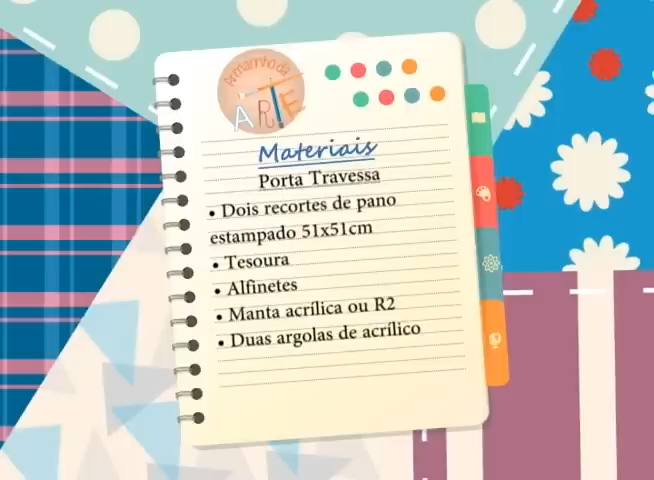 Armarinho da
ARTE
Materiais
Porta Travessa
• Dois recortes de pano
estampado 51x51cm
• Tesoura
• Alfinetes
• Manta acrílica ou R2
• Duas argolas de acrílico